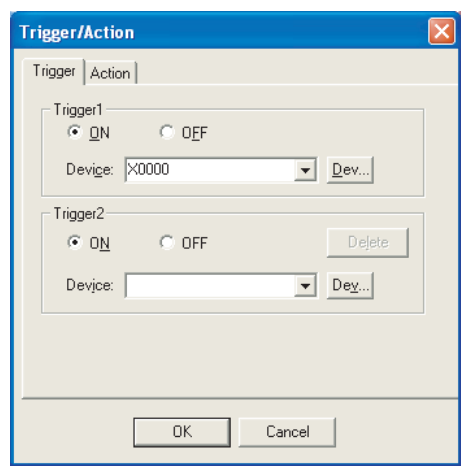 Trigger/Action
Trigger Action
Trigger1
ON OFF
Device: X0000 Dev...
Trigger2
ON OFF Delete
Device: Dev...
OK Cancel